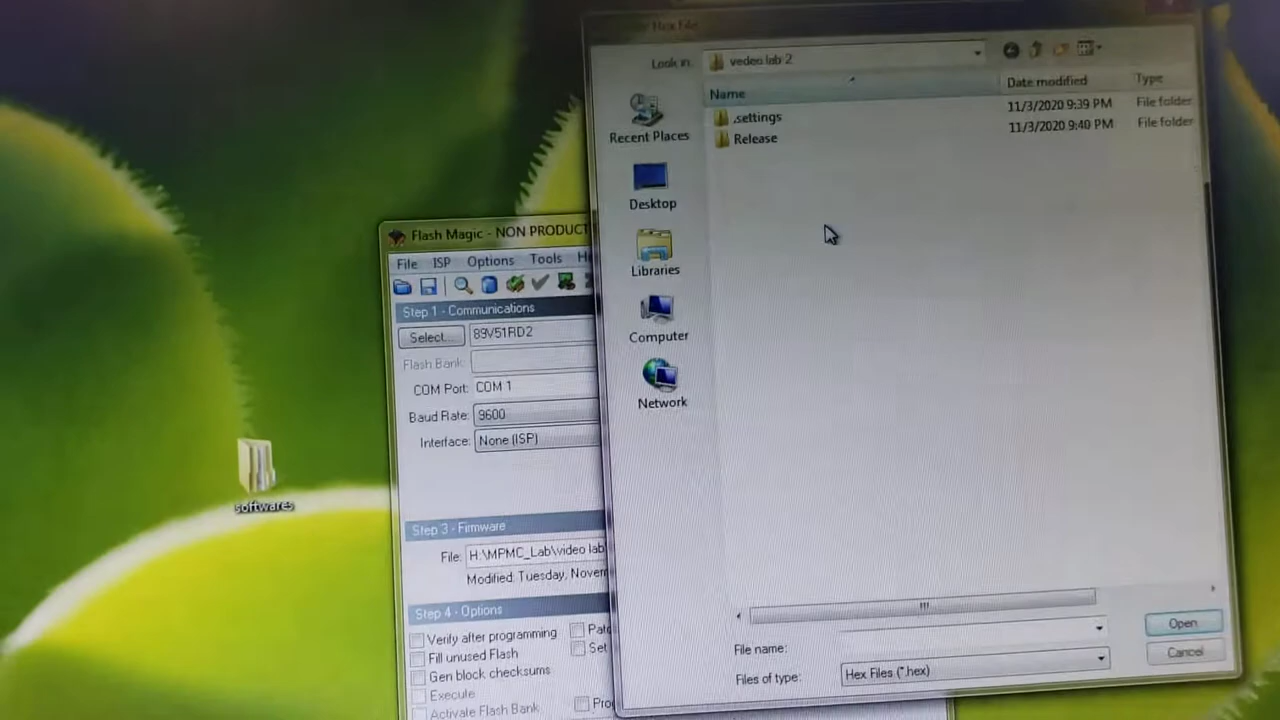 Hex File
Look in:
vedeo lab 2
Name
Date modified
Type
.settings
11/3/2020 9:39 PM
File folder
Release
11/3/2020 9:40 PM
File folder
Recent Places
Desktop
Libraries
Computer
Network
File name:
Files of type:
Hex Files (*.hex)
Open
Cancel
Flash Magic - NON PRODUCT
File
ISP
Options
Tools
Step 1 - Communications
Select...
89V51RD2
Flash Bank:
COM Port:
COM 1
Baud Rate:
9600
Interface:
None (ISP)
Step 3 - Firmware
File:
H:\MPMC_Lab\video lab
Modified: Tuesday, Novem
Step 4 - Options
Verify after programming
Fill unused Flash
Gen block checksums
Execute
Activate Flash Bank
Set
softwares